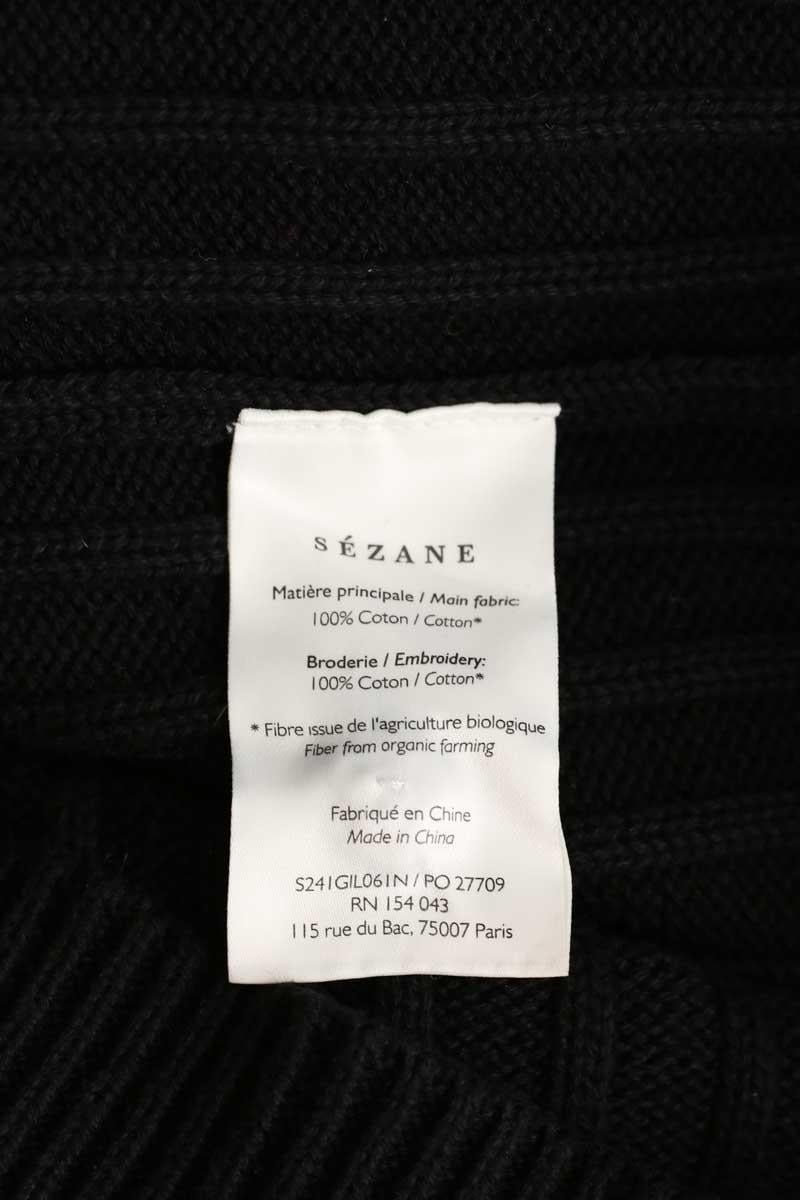 SÉZANE
Matière principale / Main fabric:
100% Coton / Cotton*
Broderie / Embroidery:
100% Coton / Cotton*
* Fibre issue de l'agriculture biologique
Fiber from organic farming
Fabriqué en Chine
Made in China
S241GIL061N / PO 27709
RN 154 043
115 rue du Bac, 75007 Paris